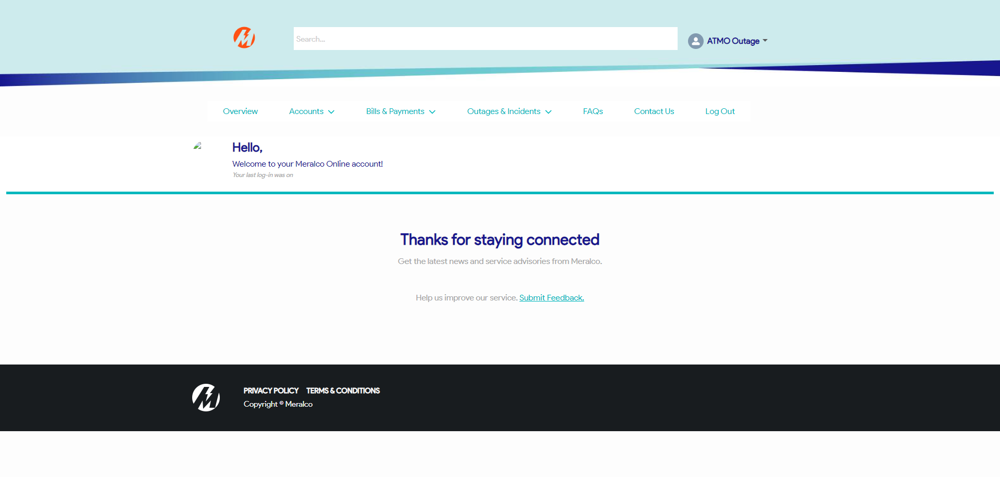 Search...
ATMO Outage
Overview Accounts Bills & Payments Outages & Incidents FAQs Contact Us Log Out
Hello,
Welcome to your Meralco Online account!
Your last log-in was on
Thanks for staying connected
Get the latest news and service advisories from Meralco.
Help us improve our service. Submit Feedback.
PRIVACY POLICY TERMS & CONDITIONS
Copyright © Meralco